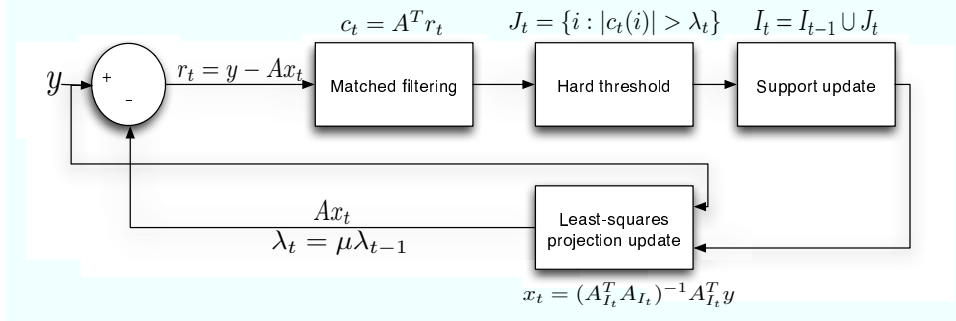 c_t = A^T r_t
J_t = {i : |c_t(i)| > λ_t}
I_t = I_{t−1} ∪ J_t
y
+
−
r_t = y − Ax_t
Matched filtering
Hard threshold
Support update
Ax_t
λ_t = μλ_{t−1}
Least-squares
projection update
x_t = (A_{I_t}^T A_{I_t})^{−1} A_{I_t}^T y